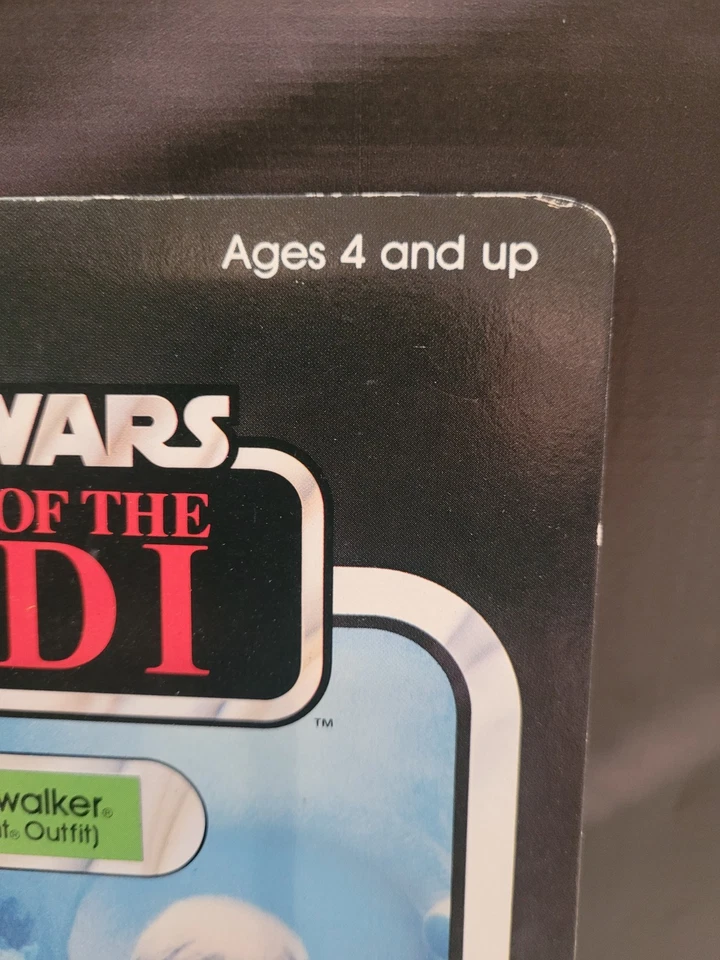 Ages 4 and up
WARS
OF THE
DI
TM
walker®
t® Outfit)